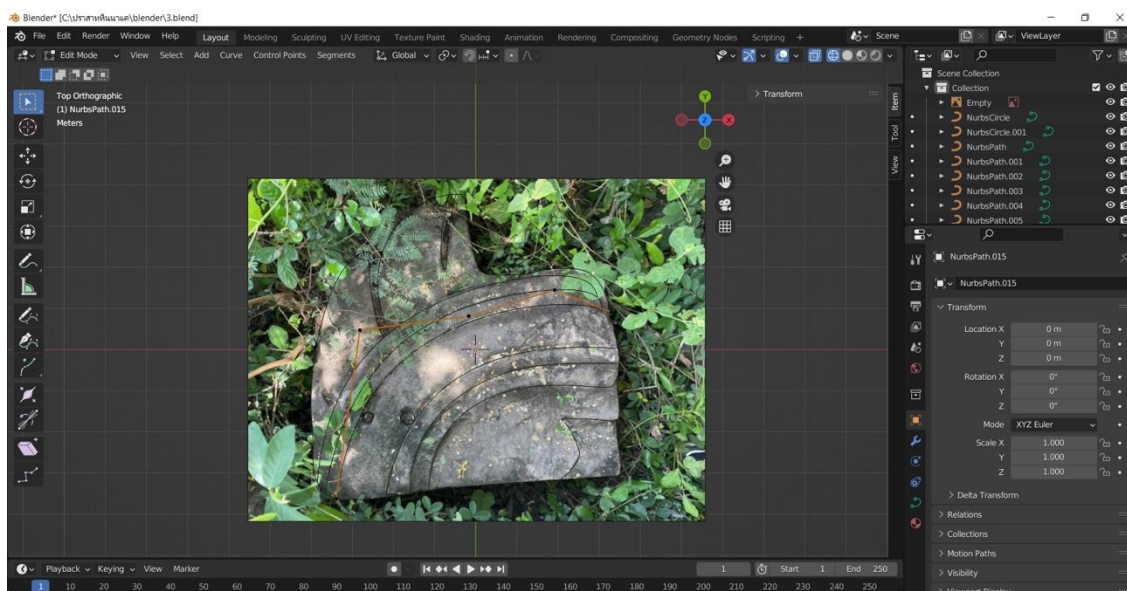 Blender* [C:\ปราสาทหินนาแค\blender\3.blend]
File Edit Render Window Help Layout Modeling Sculpting UV Editing Texture Paint Shading Animation Rendering Compositing Geometry Nodes Scripting + Scene ViewLayer
Edit Mode View Select Add Curve Control Points Segments Global
Top Orthographic
(1) NurbsPath.015
Meters
Transform
Item
Tool
View
Y
Z
X
Scene Collection
Collection
Empty
NurbsCircle
NurbsCircle.001
NurbsPath
NurbsPath.001
NurbsPath.002
NurbsPath.003
NurbsPath.004
NurbsPath.005
NurbsPath.015
NurbsPath.015
Transform
Location X 0 m
Y 0 m
Z 0 m
Rotation X 0°
Y 0°
Z 0°
Mode XYZ Euler
Scale X 1.000
Y 1.000
Z 1.000
Delta Transform
Relations
Collections
Motion Paths
Visibility
Viewport Display
Playback Keying View Marker 1 Start 1 End 250
1 10 20 30 40 50 60 70 80 90 100 110 120 130 140 150 160 170 180 190 200 210 220 230 240 250